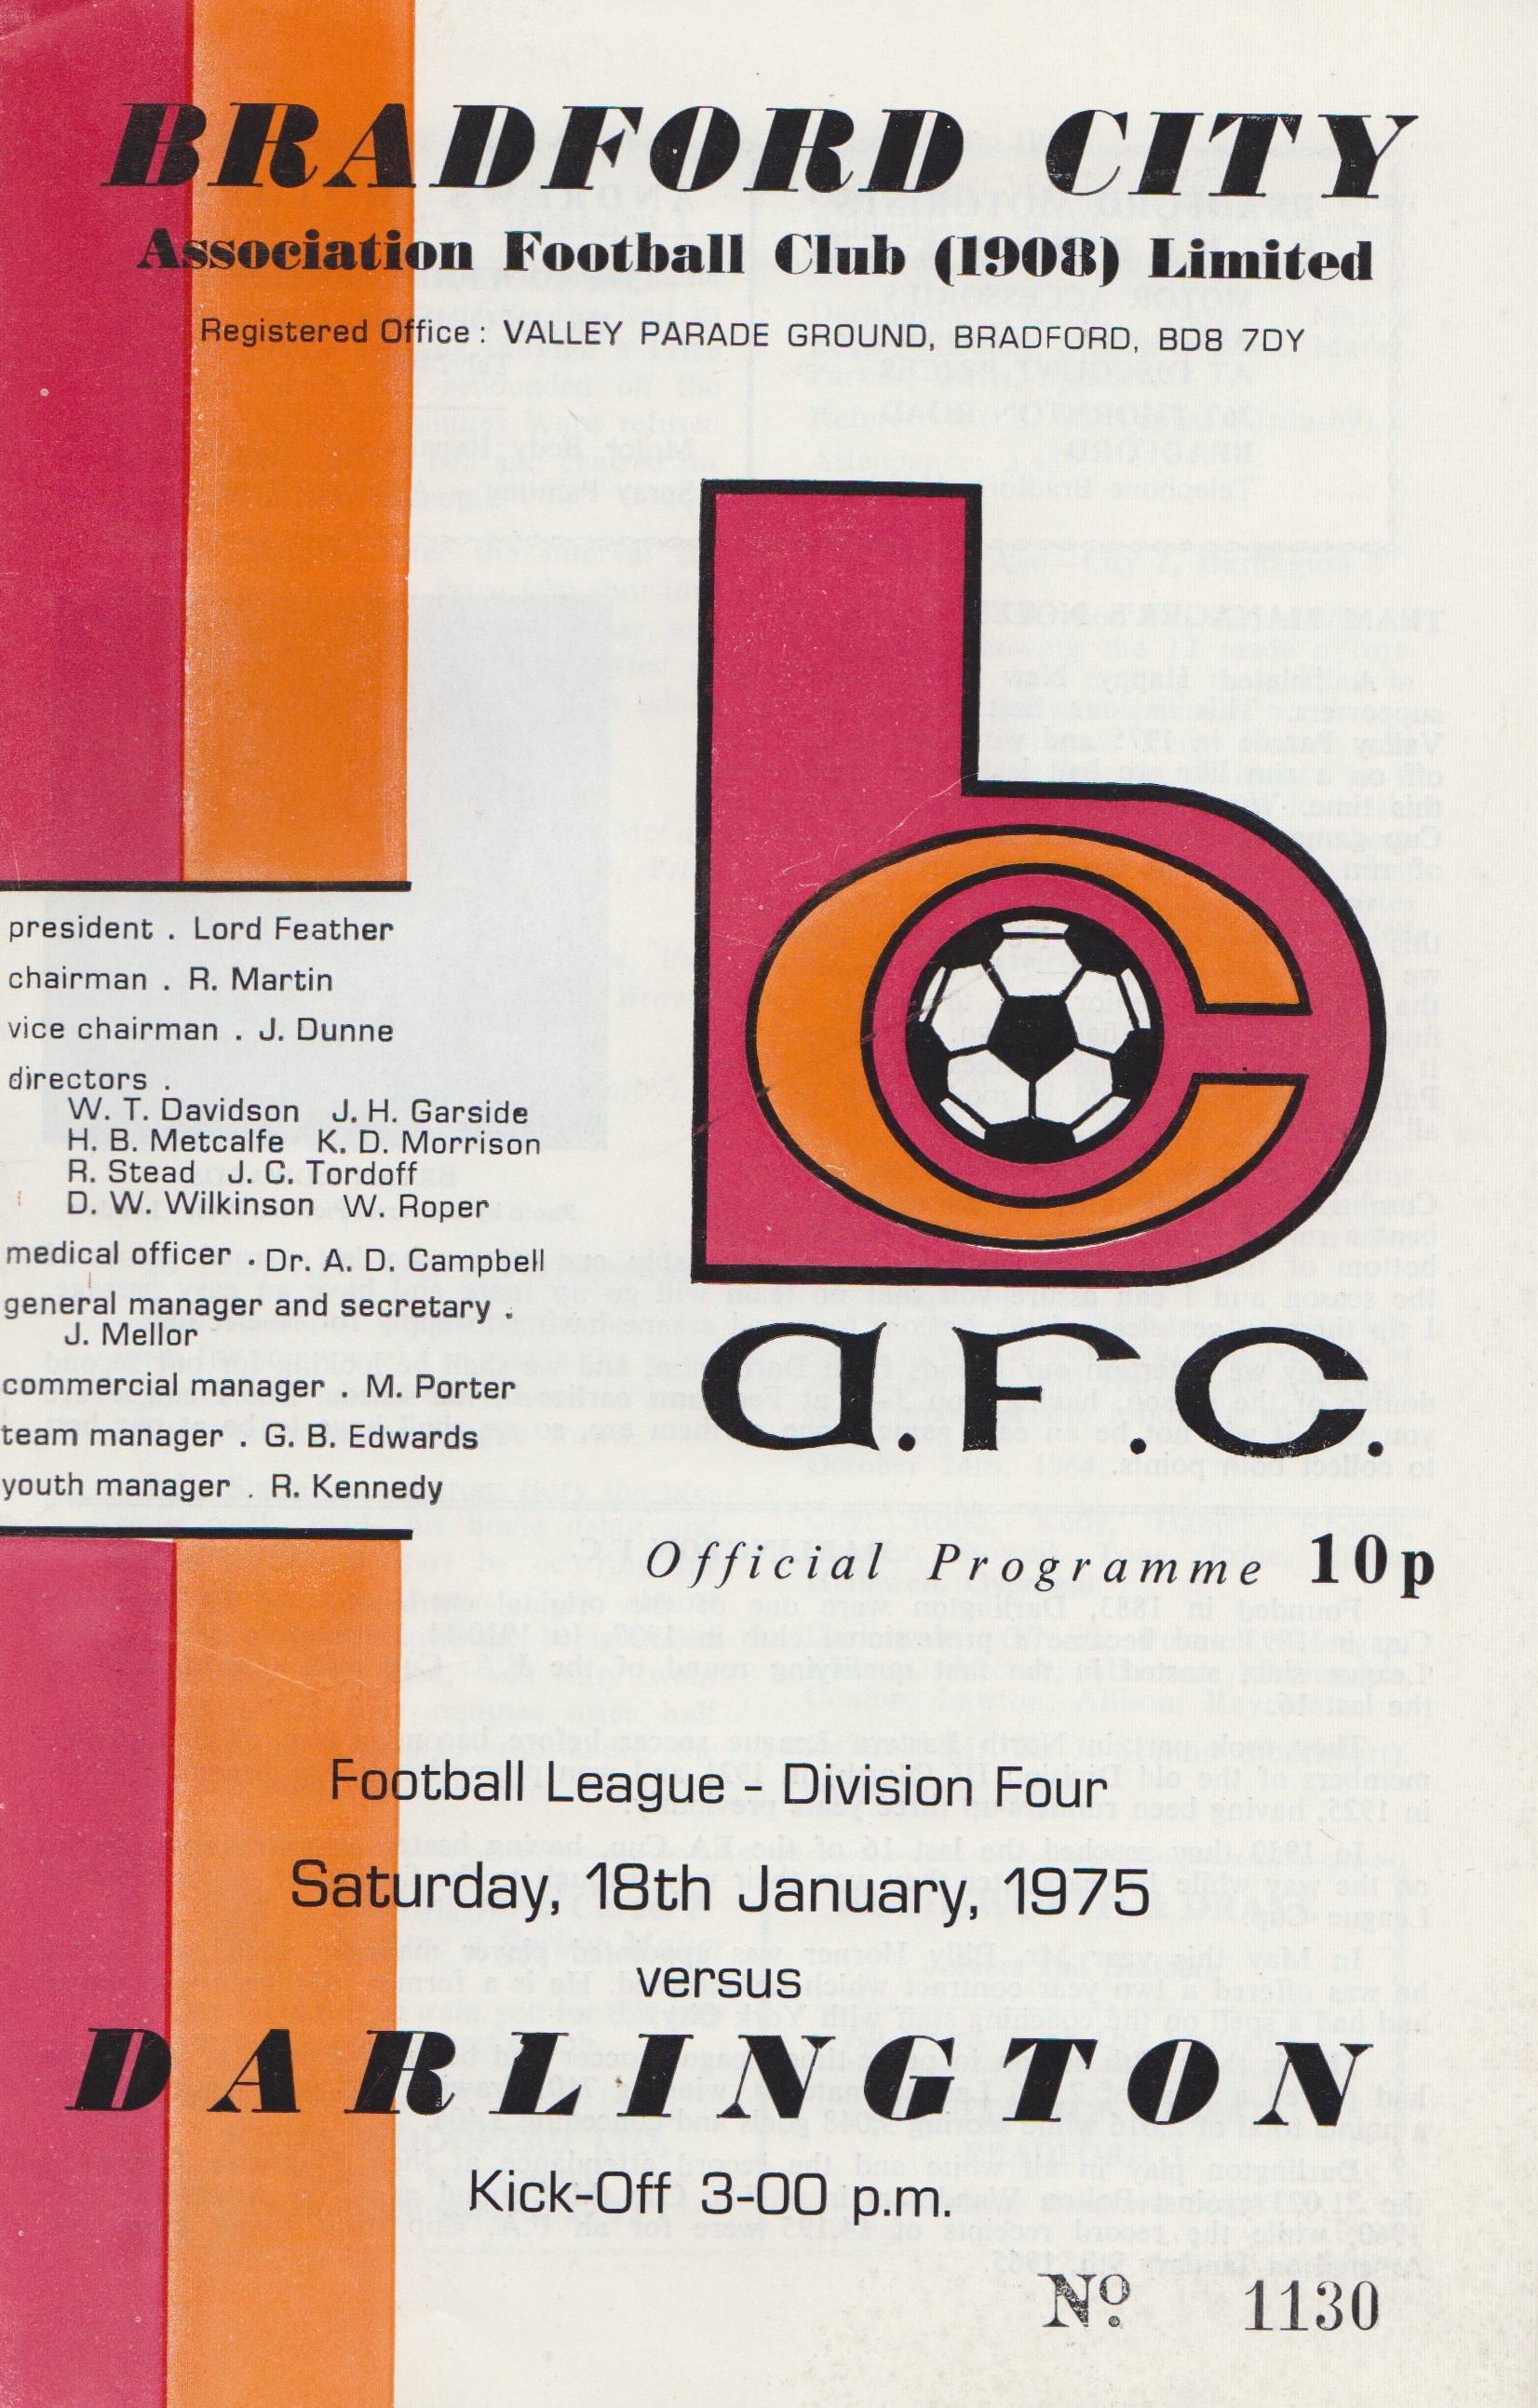 BRADFORD CITY
Association Football Club (1908) Limited
Registered Office : VALLEY PARADE GROUND, BRADFORD, BD8 7DY
bc
president . Lord Feather
chairman . R. Martin
vice chairman . J. Dunne
directors .
W. T. Davidson J. H. Garside
H. B. Metcalfe K. D. Morrison
R. Stead J. C. Tordoff
D. W. Wilkinson W. Roper
medical officer . Dr. A. D. Campbell
general manager and secretary .
J. Mellor
commercial manager . M. Porter
team manager . G. B. Edwards
youth manager . R. Kennedy
a.F.C.
Official Programme 10p
Football League - Division Four
Saturday, 18th January, 1975
versus
DARLINGTON
Kick-Off 3-00 p.m.
Nº 1130